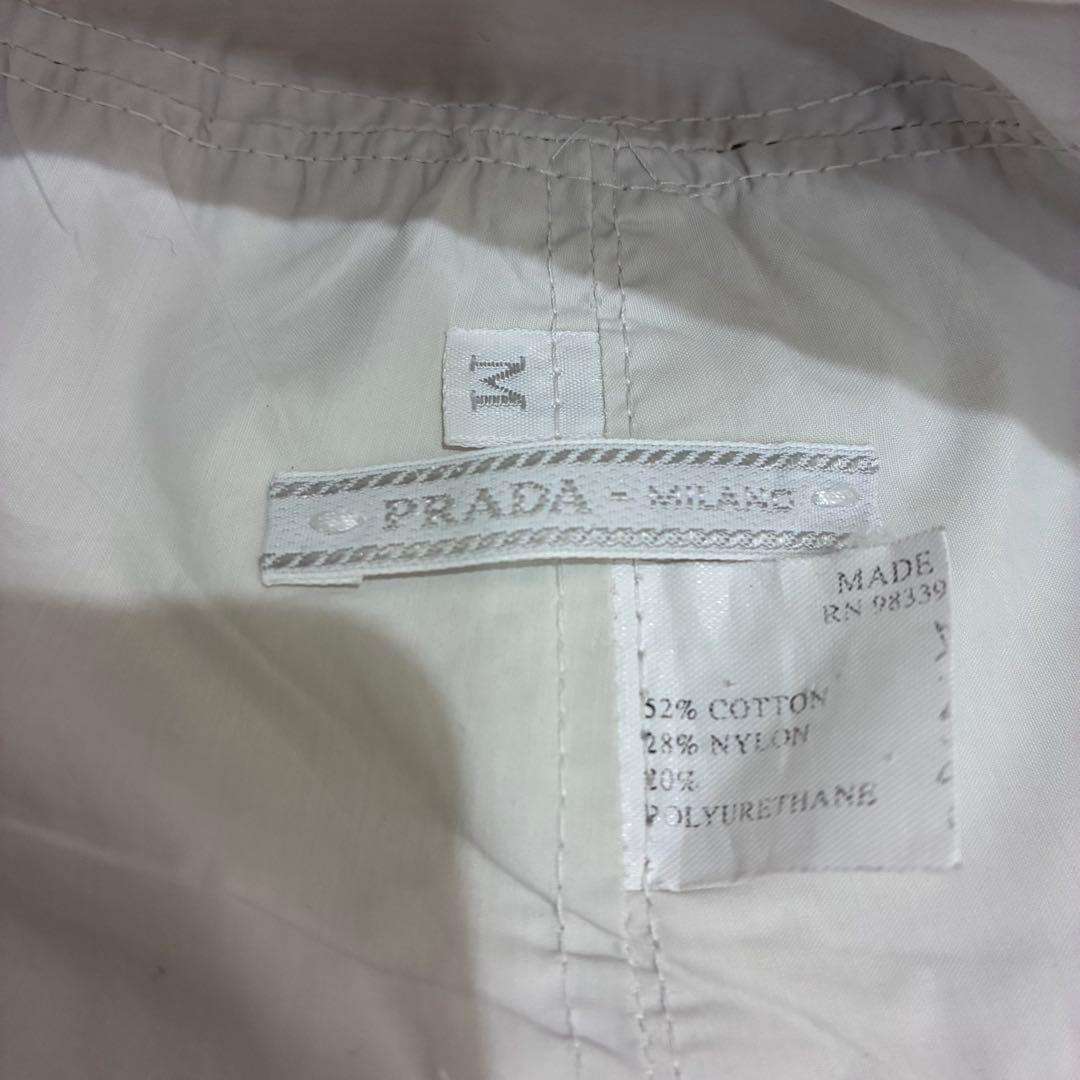 M
PRADA - MILANO
MADE
RN 98339
52% COTTON
28% NYLON
20%
POLYURETHANE